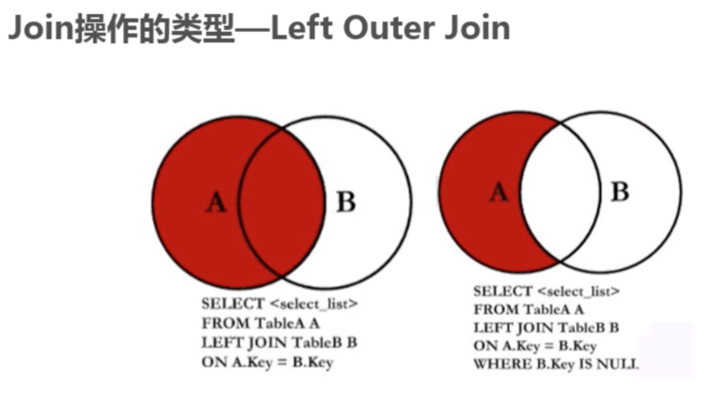 Join操作的类型—Left Outer Join
A
B
SELECT <select_list>
FROM TableA A
LEFT JOIN TableB B
ON A.Key = B.Key
A
B
SELECT <select_list>
FROM TableA A
LEFT JOIN TableB B
ON A.Key = B.Key
WHERE B.Key IS NULL